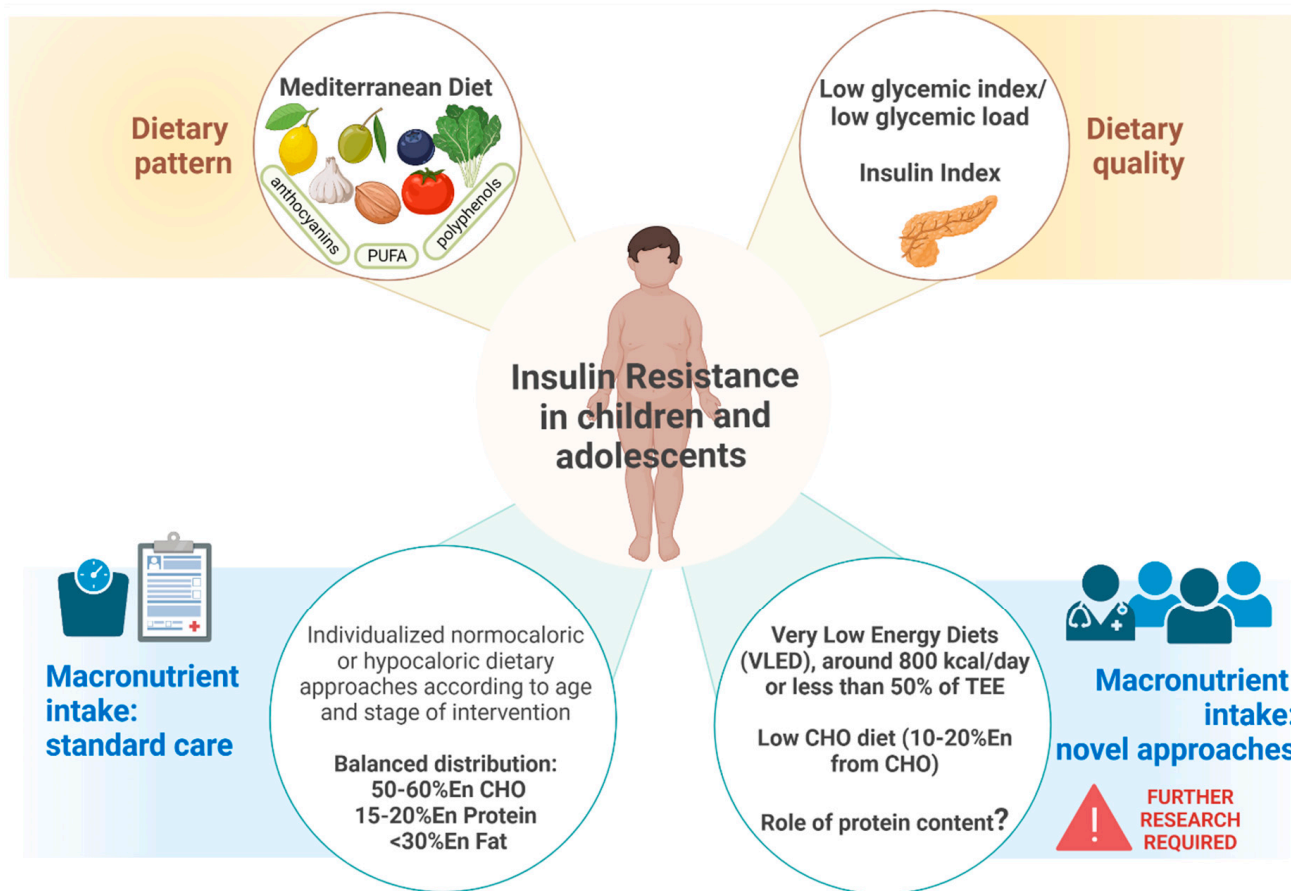 Dietary
pattern
Mediterranean Diet
anthocyanins
PUFA
polyphenols
Low glycemic index/
low glycemic load
Insulin Index
Dietary
quality
Insulin Resistance
in children and
adolescents
Macronutrient
intake:
standard care
Individualized normocaloric
or hypocaloric dietary
approaches according to age
and stage of intervention
Balanced distribution:
50-60%En CHO
15-20%En Protein
<30%En Fat
Very Low Energy Diets
(VLED), around 800 kcal/day
or less than 50% of TEE
Low CHO diet (10-20%En
from CHO)
Role of protein content?
Macronutrient
intake:
novel approaches
FURTHER
RESEARCH
REQUIRED